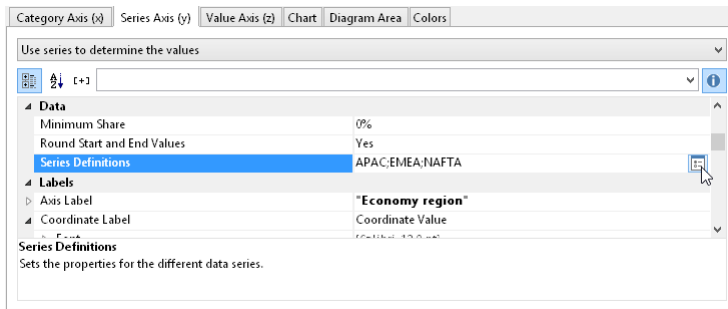 Category Axis (x) Series Axis (y) Value Axis (z) Chart Diagram Area Colors
Use series to determine the values
Data
Minimum Share 0%
Round Start and End Values Yes
Series Definitions APAC;EMEA;NAFTA
Labels
Axis Label "Economy region"
Coordinate Label Coordinate Value
Series Definitions
Sets the properties for the different data series.